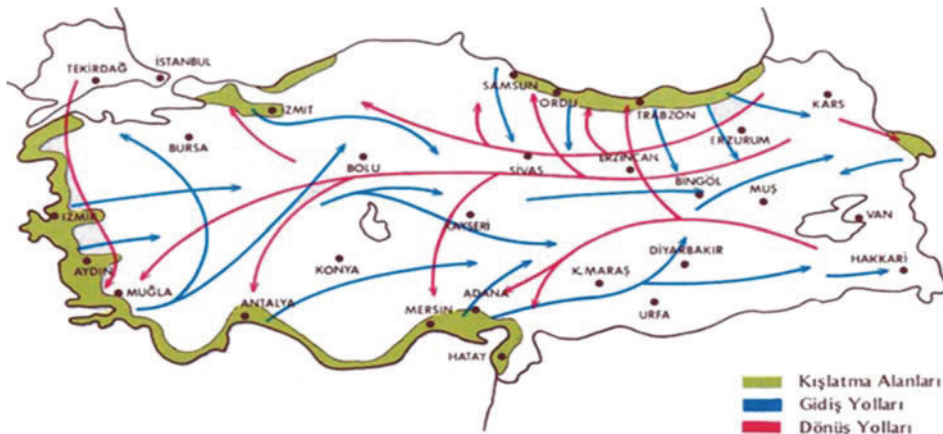 İSTANBUL
TEKİRDAĞ
SAMSUN
ORDU
KARS
İZMİT
TRABZON
BURSA
ERZURUM
BOLU
SİVAS
ERZİNCAN
BİNGÖL
MUŞ
İZMİR
KAYSERİ
VAN
DİYARBAKIR
AYDIN
KONYA
K.MARAŞ
HAKKARİ
MUĞLA
ANTALYA
ADANA
MERSİN
URFA
HATAY
Kışlatma Alanları
Gidiş Yolları
Dönüş Yolları